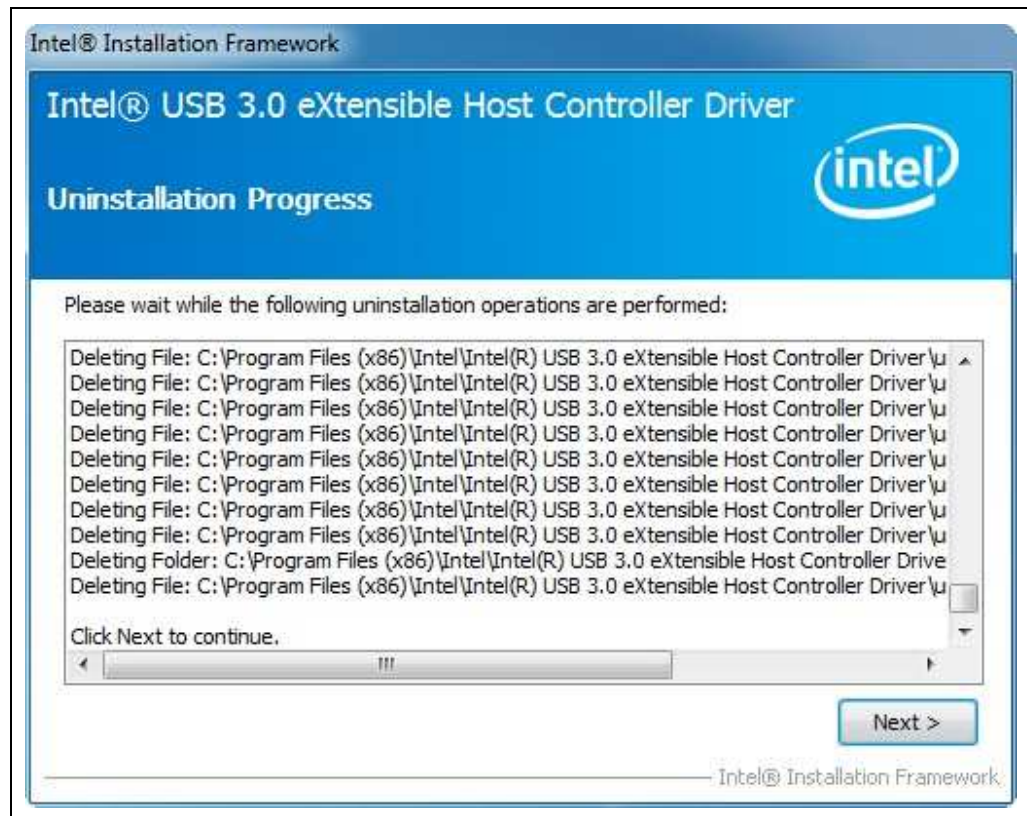 Intel® Installation Framework
Intel® USB 3.0 eXtensible Host Controller Driver
intel
Uninstallation Progress
Please wait while the following uninstallation operations are performed:
Deleting File: C:\Program Files (x86)\Intel\Intel(R) USB 3.0 eXtensible Host Controller Driver\u
Deleting File: C:\Program Files (x86)\Intel\Intel(R) USB 3.0 eXtensible Host Controller Driver\u
Deleting File: C:\Program Files (x86)\Intel\Intel(R) USB 3.0 eXtensible Host Controller Driver\u
Deleting File: C:\Program Files (x86)\Intel\Intel(R) USB 3.0 eXtensible Host Controller Driver\u
Deleting File: C:\Program Files (x86)\Intel\Intel(R) USB 3.0 eXtensible Host Controller Driver\u
Deleting File: C:\Program Files (x86)\Intel\Intel(R) USB 3.0 eXtensible Host Controller Driver\u
Deleting File: C:\Program Files (x86)\Intel\Intel(R) USB 3.0 eXtensible Host Controller Driver\u
Deleting File: C:\Program Files (x86)\Intel\Intel(R) USB 3.0 eXtensible Host Controller Driver\u
Deleting Folder: C:\Program Files (x86)\Intel\Intel(R) USB 3.0 eXtensible Host Controller Drive
Deleting File: C:\Program Files (x86)\Intel\Intel(R) USB 3.0 eXtensible Host Controller Driver\u
Click Next to continue.
Next >
Intel® Installation Framework